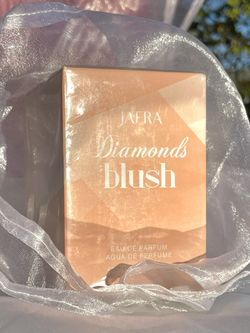 JAFRA
Diamonds
blush
EAU DE PARFUM
AGUA DE PERFUME